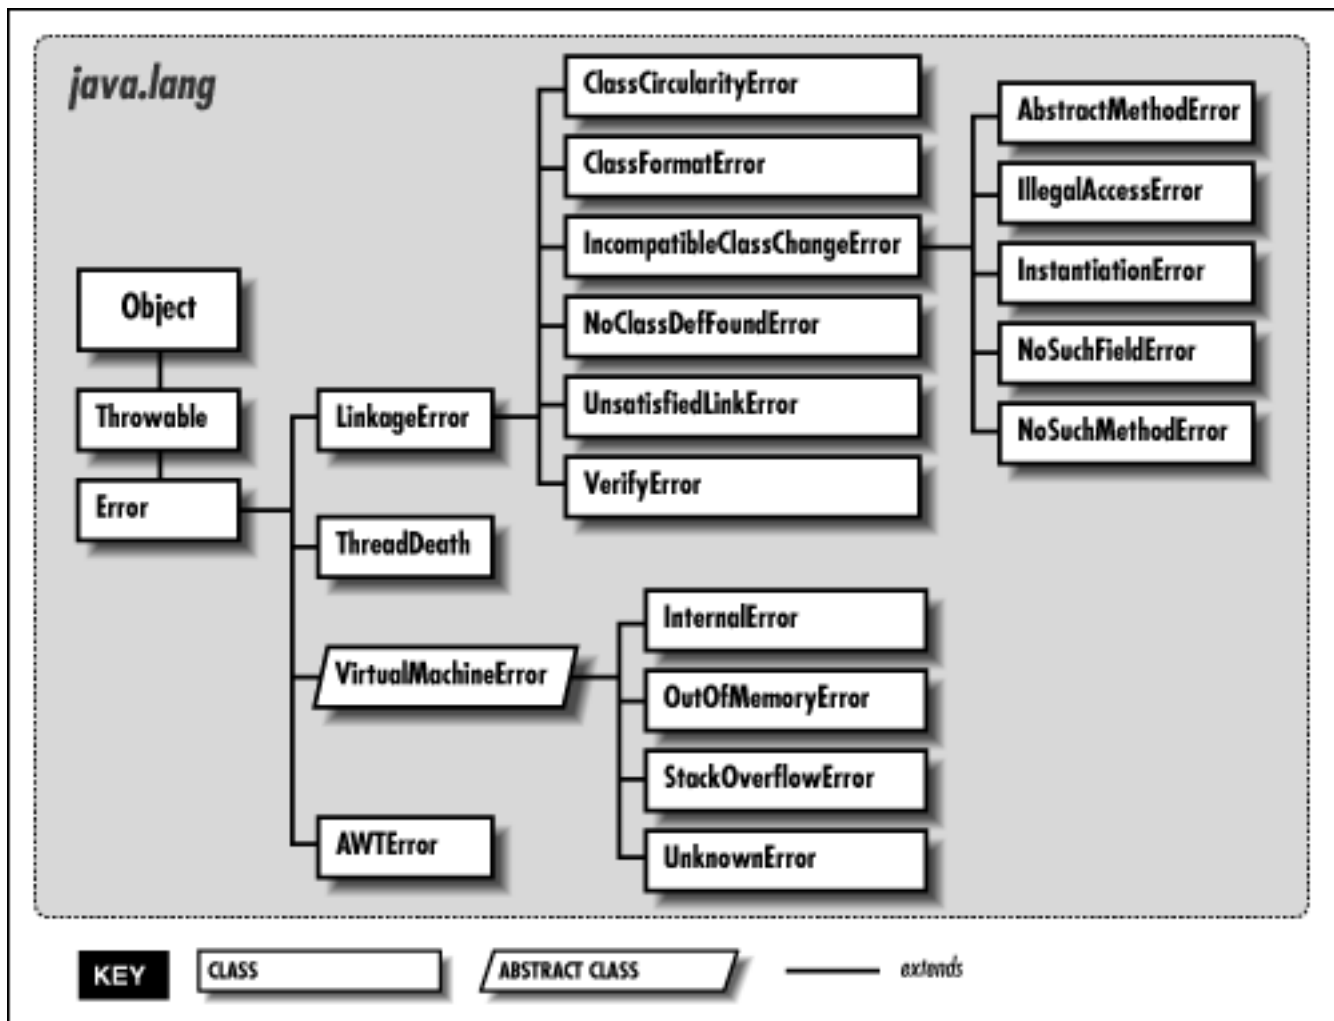 java.lang
Object
Throwable
Error
LinkageError
ThreadDeath
VirtualMachineError
AWTError
ClassCircularityError
ClassFormatError
IncompatibleClassChangeError
NoClassDefFoundError
UnsatisfiedLinkError
VerifyError
AbstractMethodError
IllegalAccessError
InstantiationError
NoSuchFieldError
NoSuchMethodError
InternalError
OutOfMemoryError
StackOverflowError
UnknownError
KEY
CLASS
ABSTRACT CLASS
extends